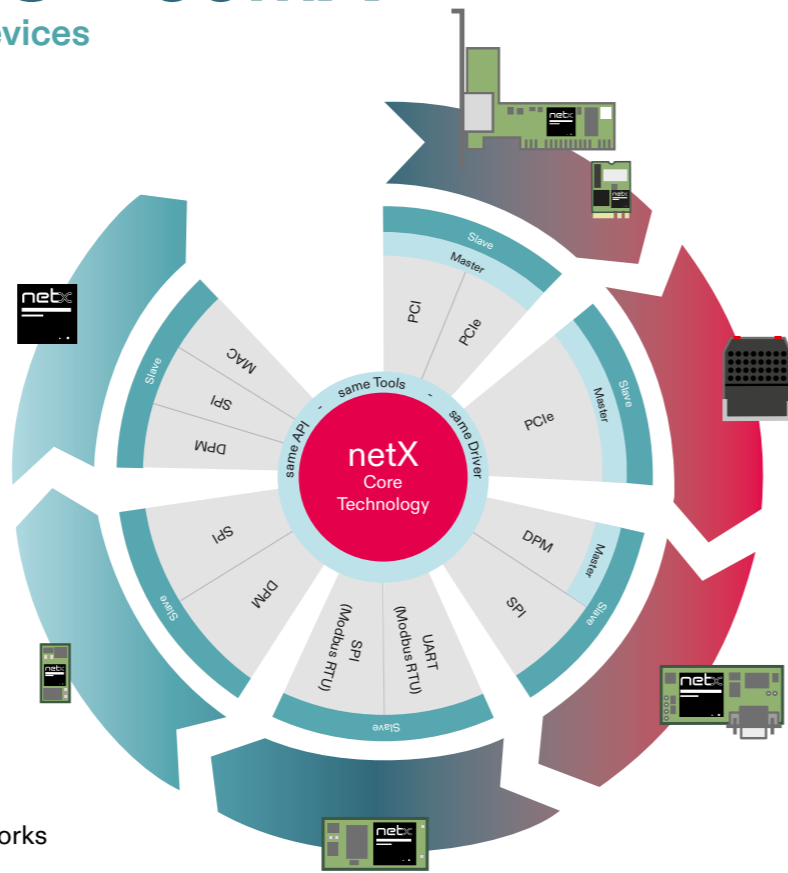 evices
Slave
Master
PCI
PCIe
Slave
Master
PCIe
Slave
Master
DPM
SPI
Slave
UART
(Modbus RTU)
SPI
(Modbus RTU)
Slave
DPM
SPI
Slave
DPM
SPI
MAC
same API - same Tools - same Driver
netX
Core
Technology
netx
netx
netx
netx
netx
netx
orks